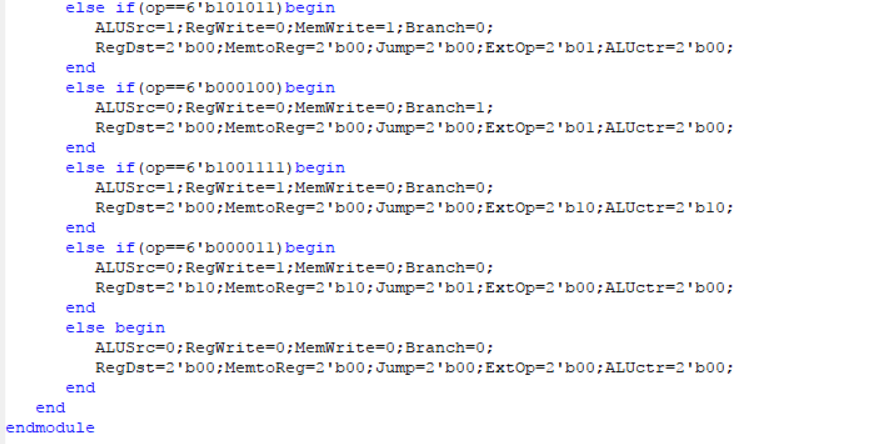 else if(op==6'b101011)begin
ALUSrc=1;RegWrite=0;MemWrite=1;Branch=0;
RegDst=2'b00;MemtoReg=2'b00;Jump=2'b00;ExtOp=2'b01;ALUctr=2'b00;
end
else if(op==6'b000100)begin
ALUSrc=0;RegWrite=0;MemWrite=0;Branch=1;
RegDst=2'b00;MemtoReg=2'b00;Jump=2'b00;ExtOp=2'b01;ALUctr=2'b00;
end
else if(op==6'b1001111)begin
ALUSrc=1;RegWrite=1;MemWrite=0;Branch=0;
RegDst=2'b00;MemtoReg=2'b00;Jump=2'b00;ExtOp=2'b10;ALUctr=2'b10;
end
else if(op==6'b000011)begin
ALUSrc=0;RegWrite=1;MemWrite=0;Branch=0;
RegDst=2'b10;MemtoReg=2'b10;Jump=2'b01;ExtOp=2'b00;ALUctr=2'b00;
end
else begin
ALUSrc=0;RegWrite=0;MemWrite=0;Branch=0;
RegDst=2'b00;MemtoReg=2'b00;Jump=2'b00;ExtOp=2'b00;ALUctr=2'b00;
end
end
endmodule